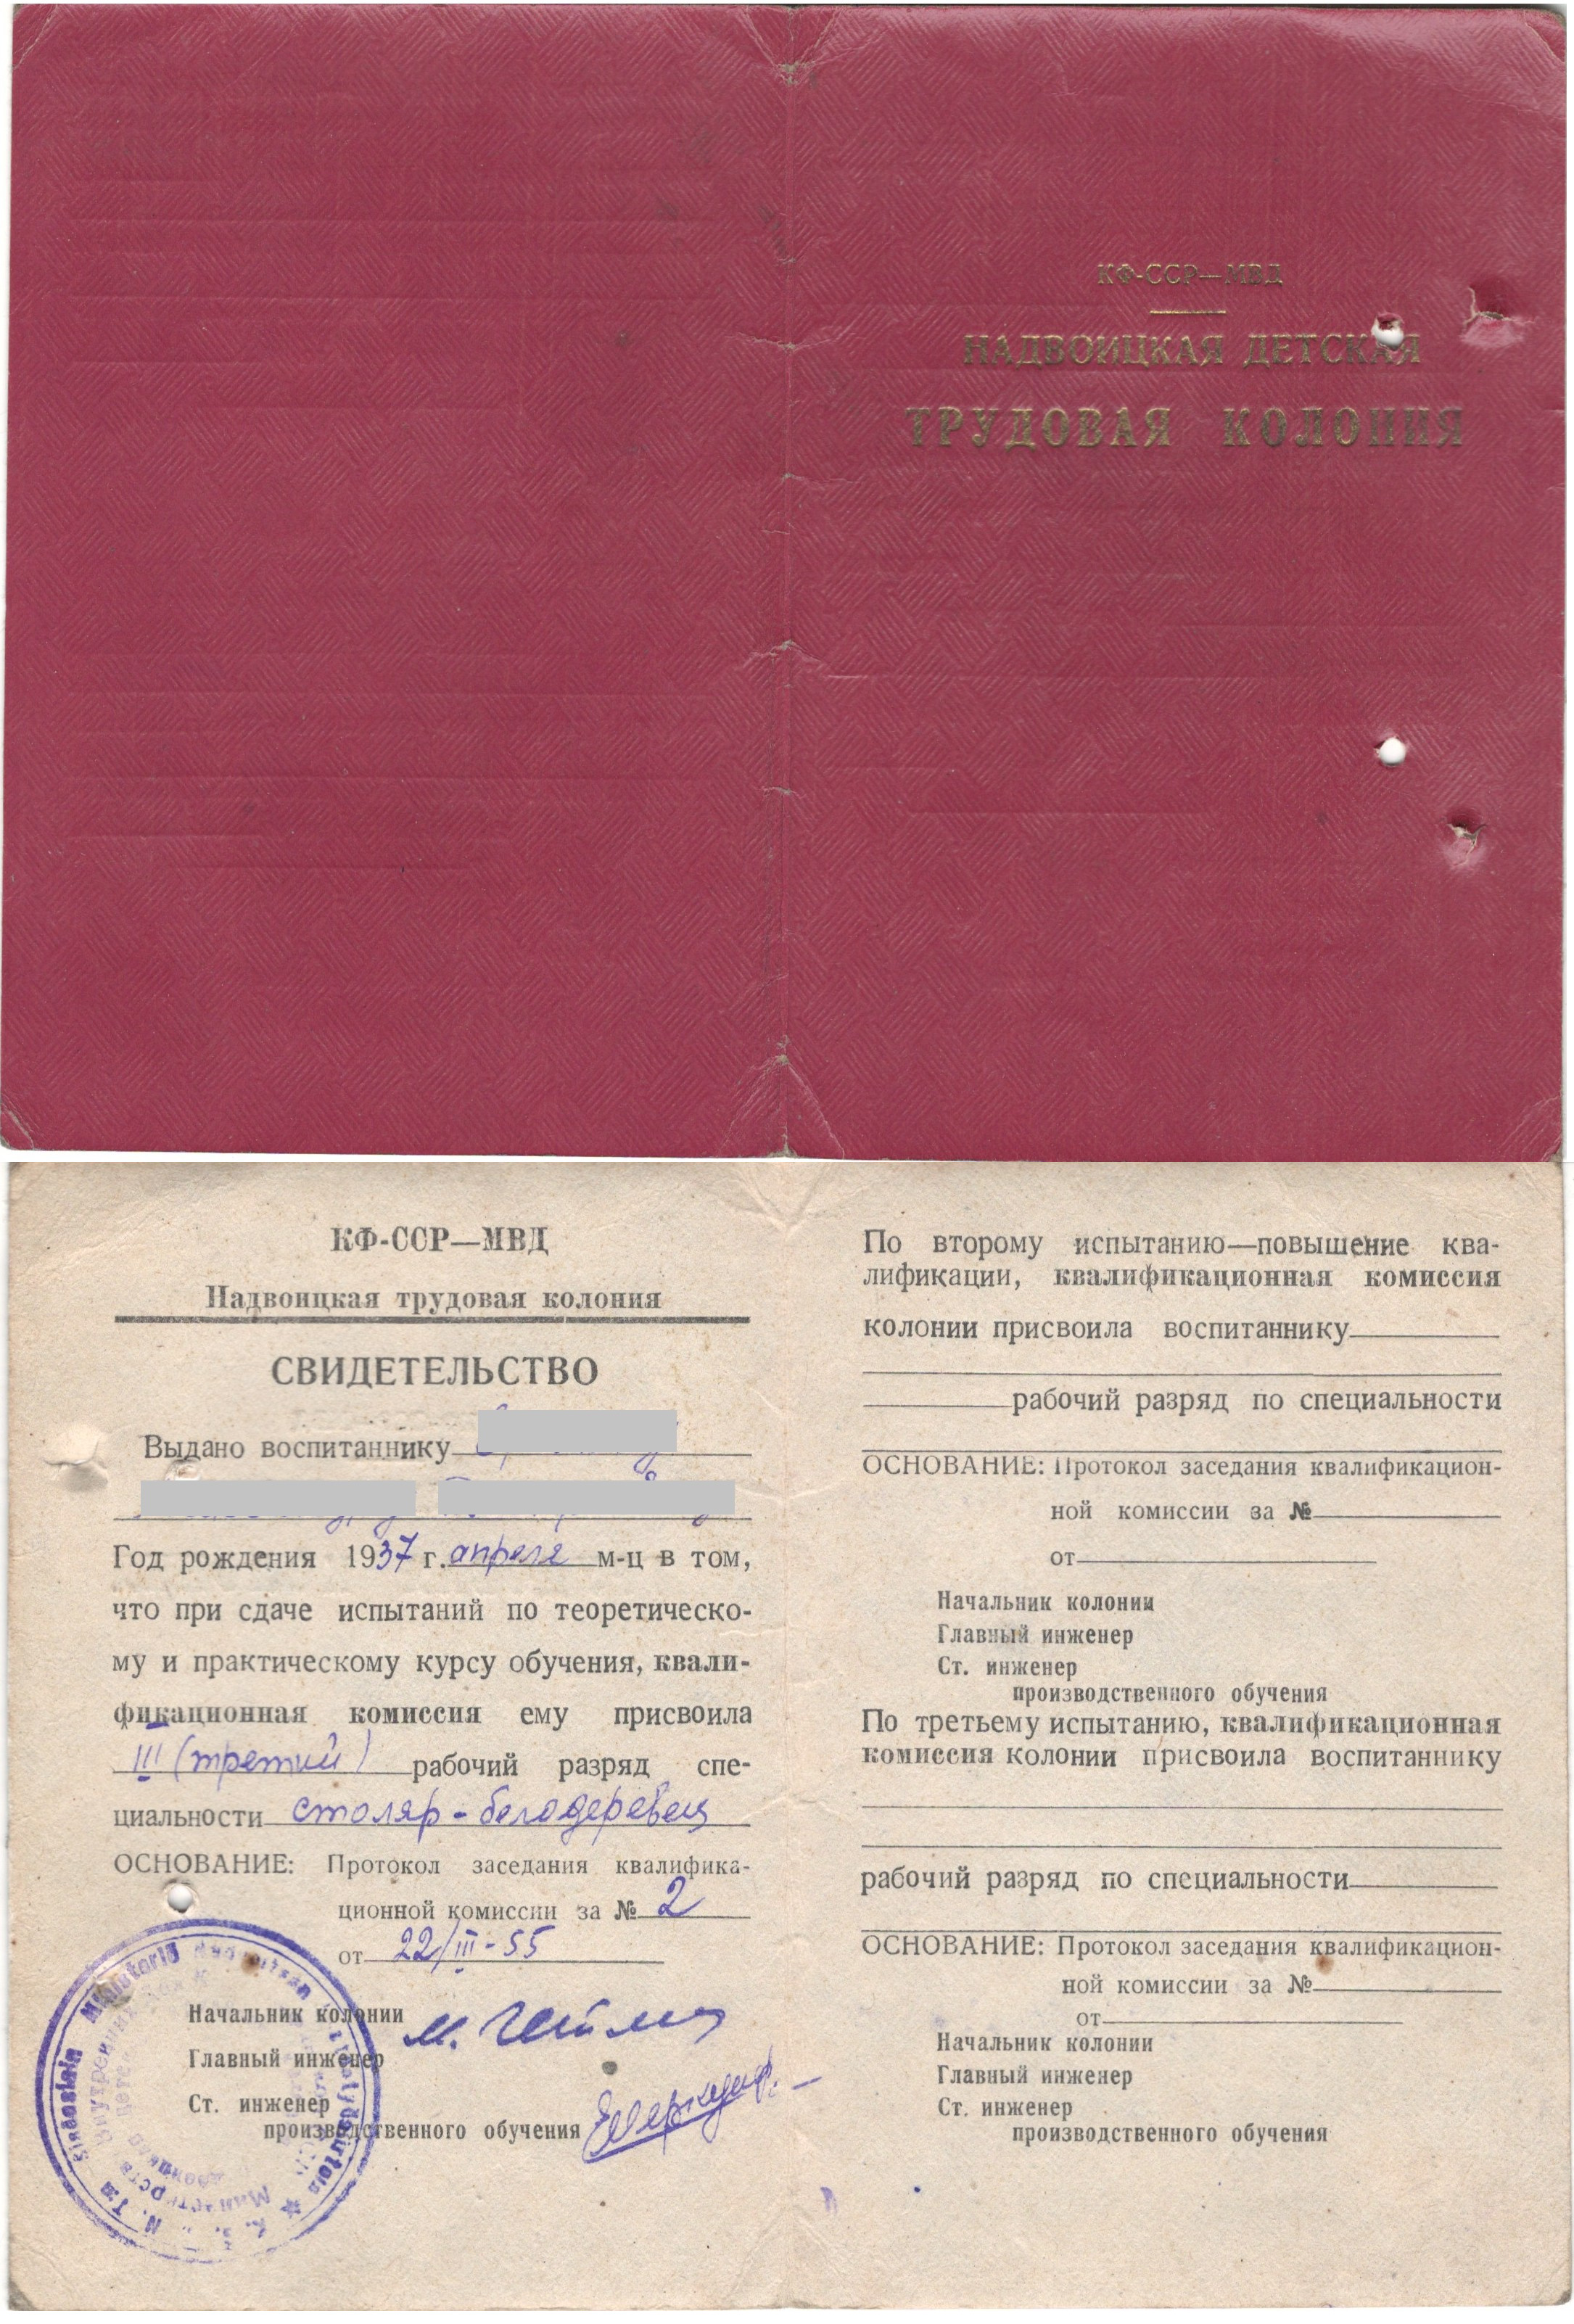 КФ-ССР—МВД
НАДВОИЦКАЯ ДЕТСКАЯ
ТРУДОВАЯ КОЛОНИЯ
КФ-ССР—МВД
Надвоицкая трудовая колония
СВИДЕТЕЛЬСТВО
Выдано воспитаннику
Год рождения 1937 г. апреля м-ц в том,
что при сдаче испытаний по теоретическо-
му и практическому курсу обучения, квали-
фикационная комиссия ему присвоила
III (третий) рабочий разряд спе-
циальности столяр-белодеревец
ОСНОВАНИЕ: Протокол заседания квалифика-
ционной комиссии за № 2
от 22/III-55
Начальник колонии
Главный инженер
Ст. инженер
производственного обучения
Ministeriö
Sisäasiain
По второму испытанию—повышение ква-
лификации, квалификационная комиссия
колонии присвоила воспитаннику
рабочий разряд по специальности
ОСНОВАНИЕ: Протокол заседания квалификацион-
ной комиссии за №
от
Начальник колонии
Главный инженер
Ст. инженер
производственного обучения
По третьему испытанию, квалификационная
комиссия колонии присвоила воспитаннику
рабочий разряд по специальности
ОСНОВАНИЕ: Протокол заседания квалификацион-
ной комиссии за №
от
Начальник колонии
Главный инженер
Ст. инженер
производственного обучения